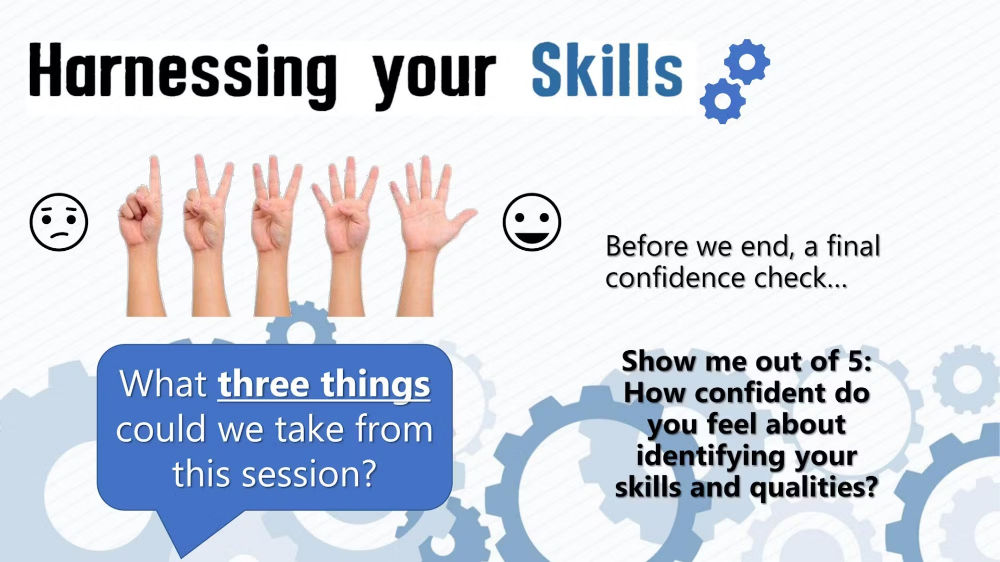 Harnessing your Skills
Before we end, a final
confidence check...
What three things
could we take from
this session?
Show me out of 5:
How confident do
you feel about
identifying your
skills and qualities?